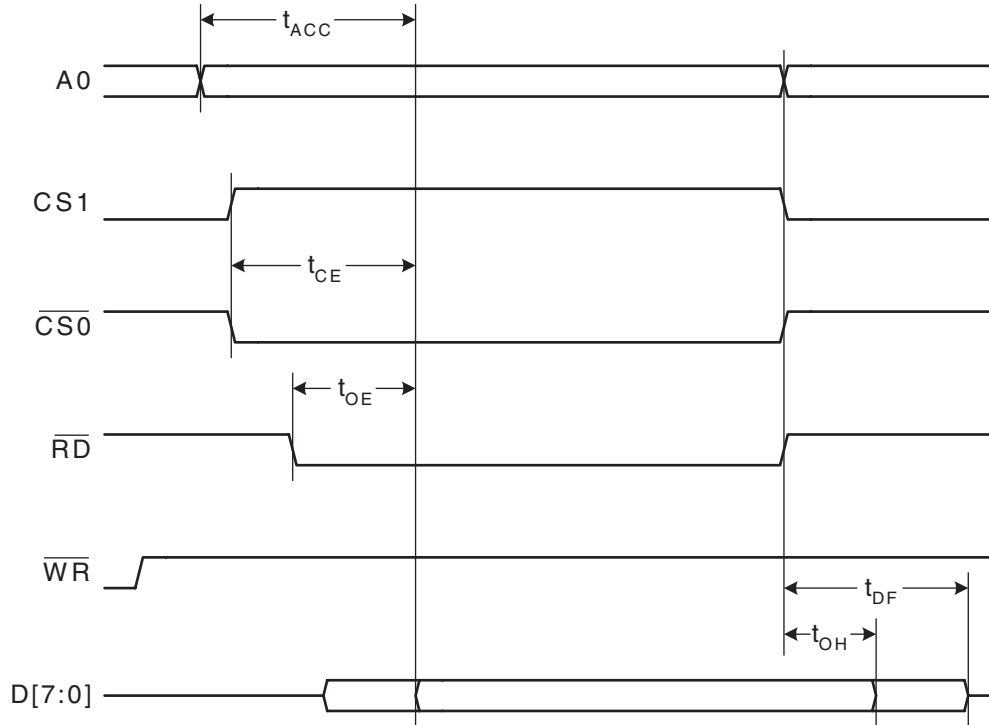 tACC
A0
CS1
tCE
CS0
tOE
RD
WR
tDF
tOH
D[7:0]